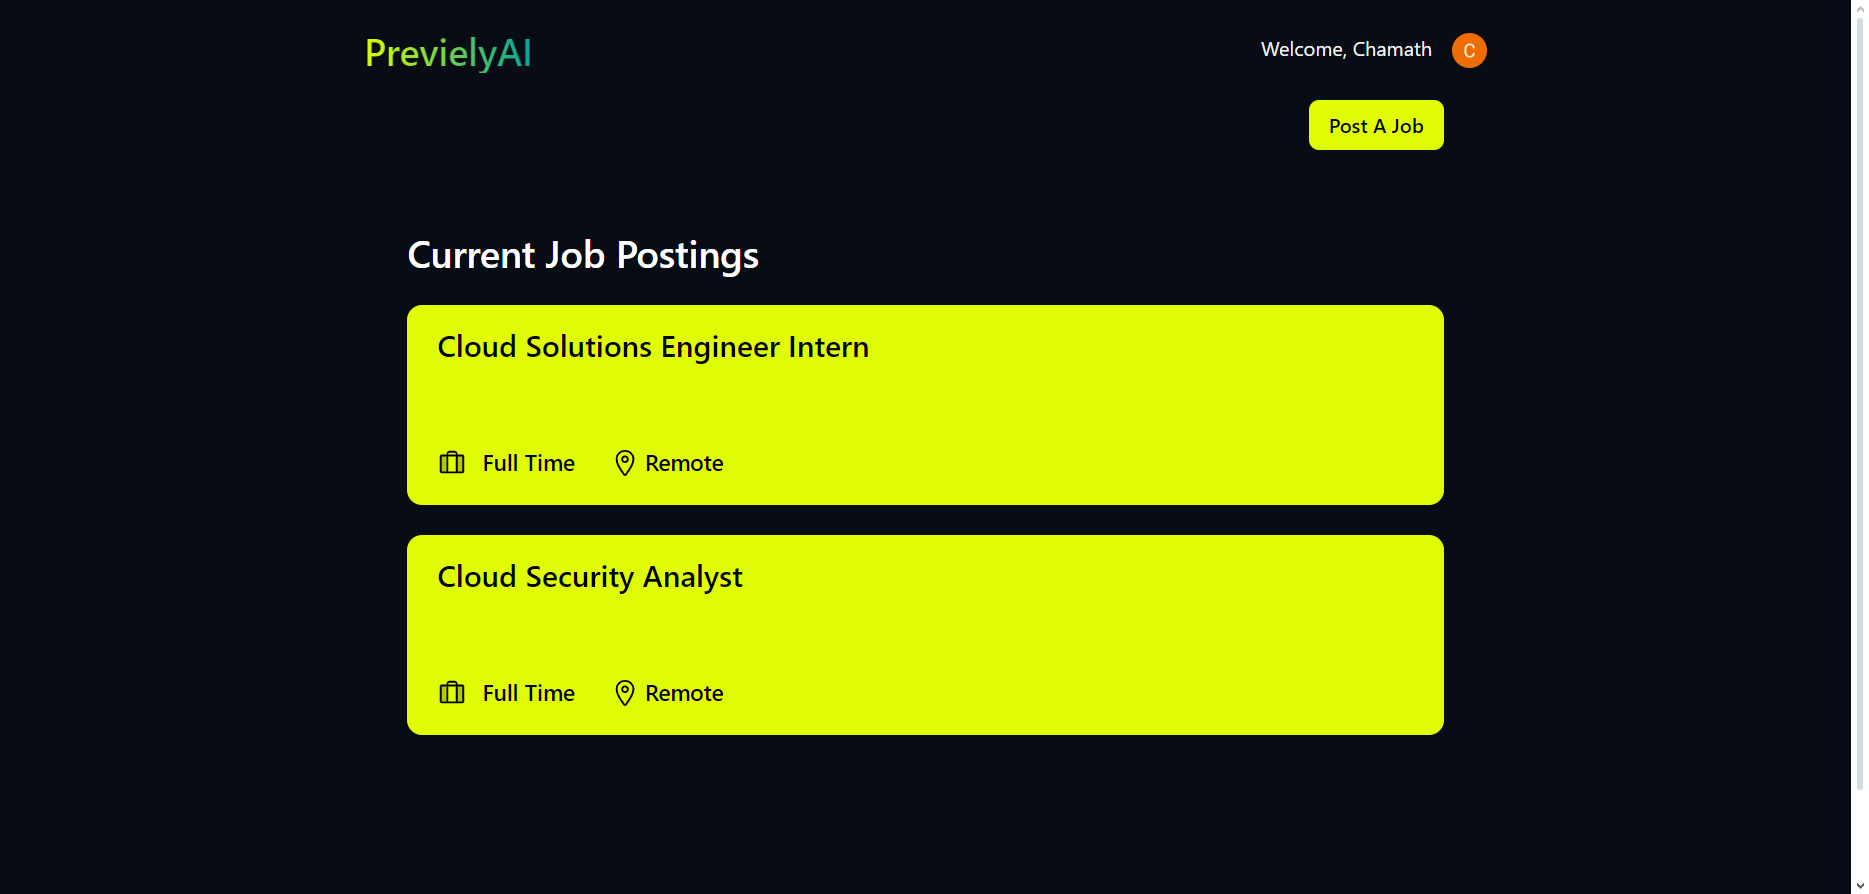 PrevielyAI
Welcome, Chamath
C
Post A Job
Current Job Postings
Cloud Solutions Engineer Intern
Full Time Remote
Cloud Security Analyst
Full Time Remote